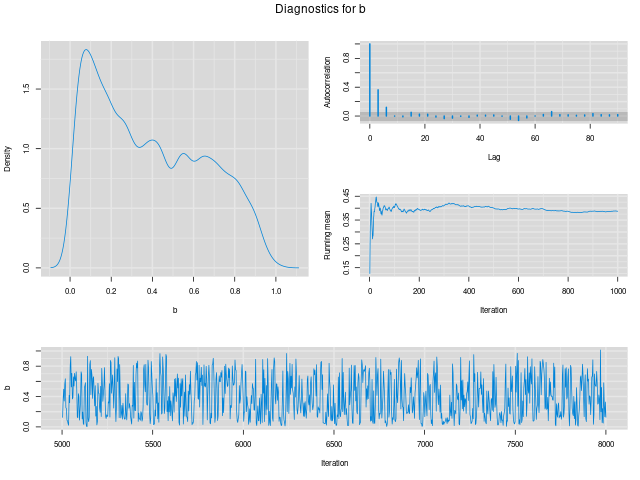 Diagnostics for b
Density
0.0 0.5 1.0 1.5
0.0 0.2 0.4 0.6 0.8 1.0
b
Autocorrelation
0.0 0.4 0.8
0 20 40 60 80
Lag
Running mean
0.15 0.25 0.35 0.45
0 200 400 600 800 1000
Iteration
b
0.0 0.4 0.8
5000 5500 6000 6500 7000 7500 8000
Iteration